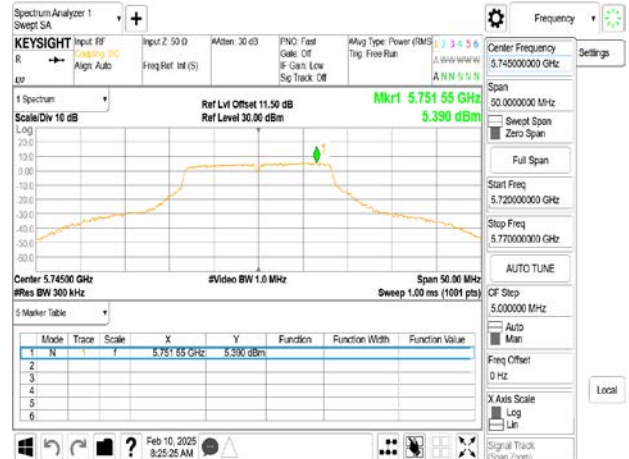 Spectrum Analyzer 1
Swept SA
Frequency
KEYSIGHT
Input: RF
Coupling: DC
Align: Auto
Input Z: 50 Ω
Freq Ref: Int (S)
#Atten: 30 dB
PNO: Fast
Gate: Off
IF Gain: Low
Sig Track: Off
#Avg Type: Power (RMS)
Trig: Free Run
1 2 3 4 5 6
A W W W W W
A N N N N N
R
1 Spectrum
Scale/Div 10 dB
Log
Ref Lvl Offset 11.50 dB
Ref Level 30.00 dBm
Mkr1 5.751 55 GHz
5.390 dBm
20.0
10.0
0.00
-10.0
-20.0
-30.0
-40.0
-50.0
-60.0
1
Center 5.74500 GHz
#Res BW 300 kHz
#Video BW 1.0 MHz
Span 50.00 MHz
Sweep 1.00 ms (1001 pts)
5 Marker Table
Mode Trace Scale X Y Function Function Width Function Value
1 N 1 f 5.751 55 GHz 5.390 dBm
2
3
4
5
6
Feb 10, 2025
8:25:25 AM
Center Frequency
5.745000000 GHz
Settings
Span
50.0000000 MHz
Swept Span
Zero Span
Full Span
Start Freq
5.720000000 GHz
Stop Freq
5.770000000 GHz
AUTO TUNE
CF Step
5.000000 MHz
Auto
Man
Freq Offset
0 Hz
X Axis Scale
Log
Lin
Local
Signal Track
(Span Zoom)